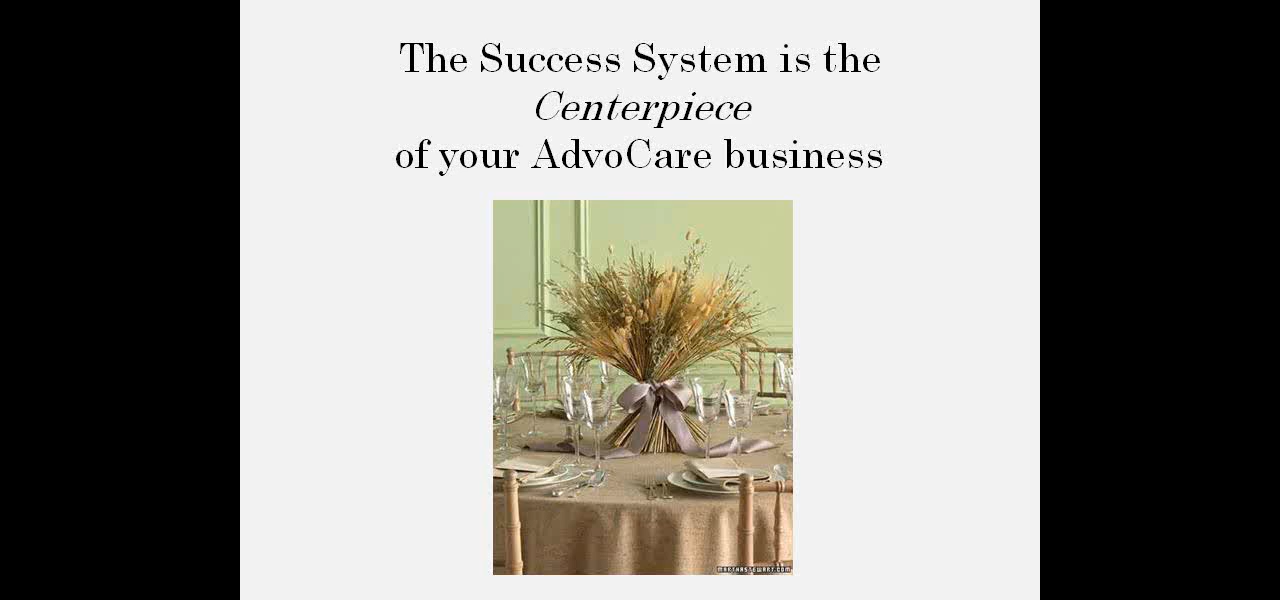 The Success System is the
Centerpiece
of your AdvoCare business
MARTHASTEWART.COM